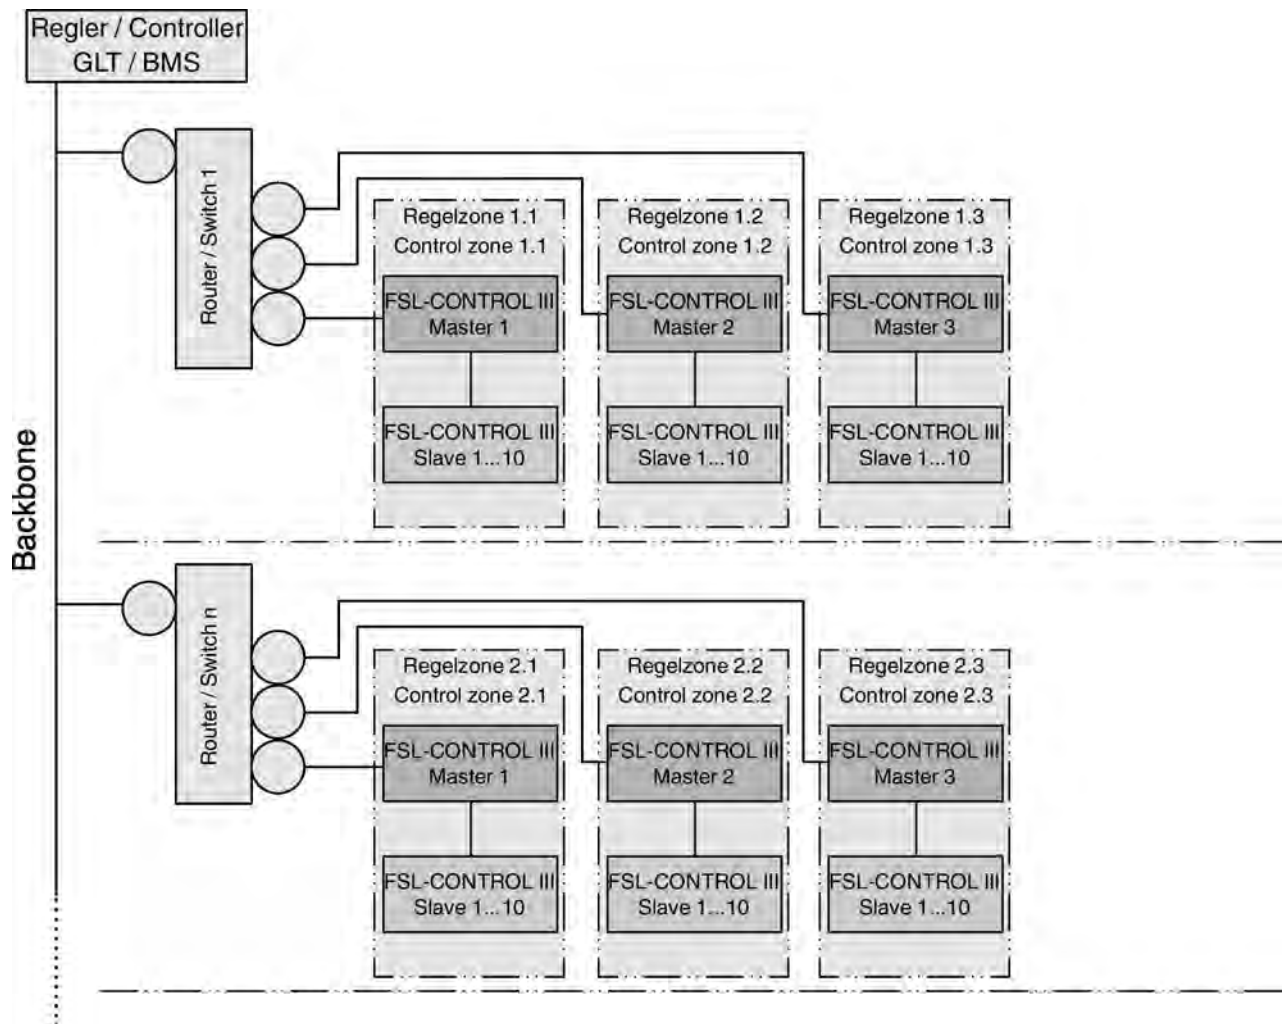 Regler / Controller
GLT / BMS
Backbone
Router / Switch 1
Regelzone 1.1
Control zone 1.1
FSL-CONTROL III
Master 1
FSL-CONTROL III
Slave 1...10
Regelzone 1.2
Control zone 1.2
FSL-CONTROL III
Master 2
FSL-CONTROL III
Slave 1...10
Regelzone 1.3
Control zone 1.3
FSL-CONTROL III
Master 3
FSL-CONTROL III
Slave 1...10
Router / Switch n
Regelzone 2.1
Control zone 2.1
FSL-CONTROL III
Master 1
FSL-CONTROL III
Slave 1...10
Regelzone 2.2
Control zone 2.2
FSL-CONTROL III
Master 2
FSL-CONTROL III
Slave 1...10
Regelzone 2.3
Control zone 2.3
FSL-CONTROL III
Master 3
FSL-CONTROL III
Slave 1...10